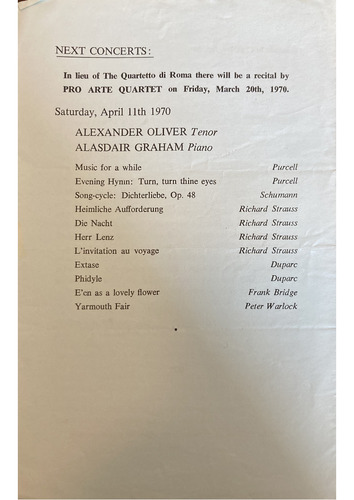 NEXT CONCERTS:
In lieu of The Quartetto di Roma there will be a recital by
PRO ARTE QUARTET on Friday, March 20th, 1970.
Saturday, April 11th 1970
ALEXANDER OLIVER Tenor
ALASDAIR GRAHAM Piano
Music for a while Purcell
Evening Hymn: Turn, turn thine eyes Purcell
Song-cycle: Dichterliebe, Op. 48 Schumann
Heimliche Aufforderung Richard Strauss
Die Nacht Richard Strauss
Herr Lenz Richard Strauss
L'invitation au voyage Richard Strauss
Extase Duparc
Phidyle Duparc
E'en as a lovely flower Frank Bridge
Yarmouth Fair Peter Warlock